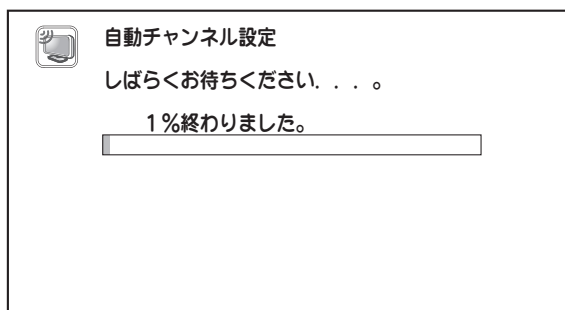 自動チャンネル設定
しばらくお待ちください．．．。
１％終わりました。